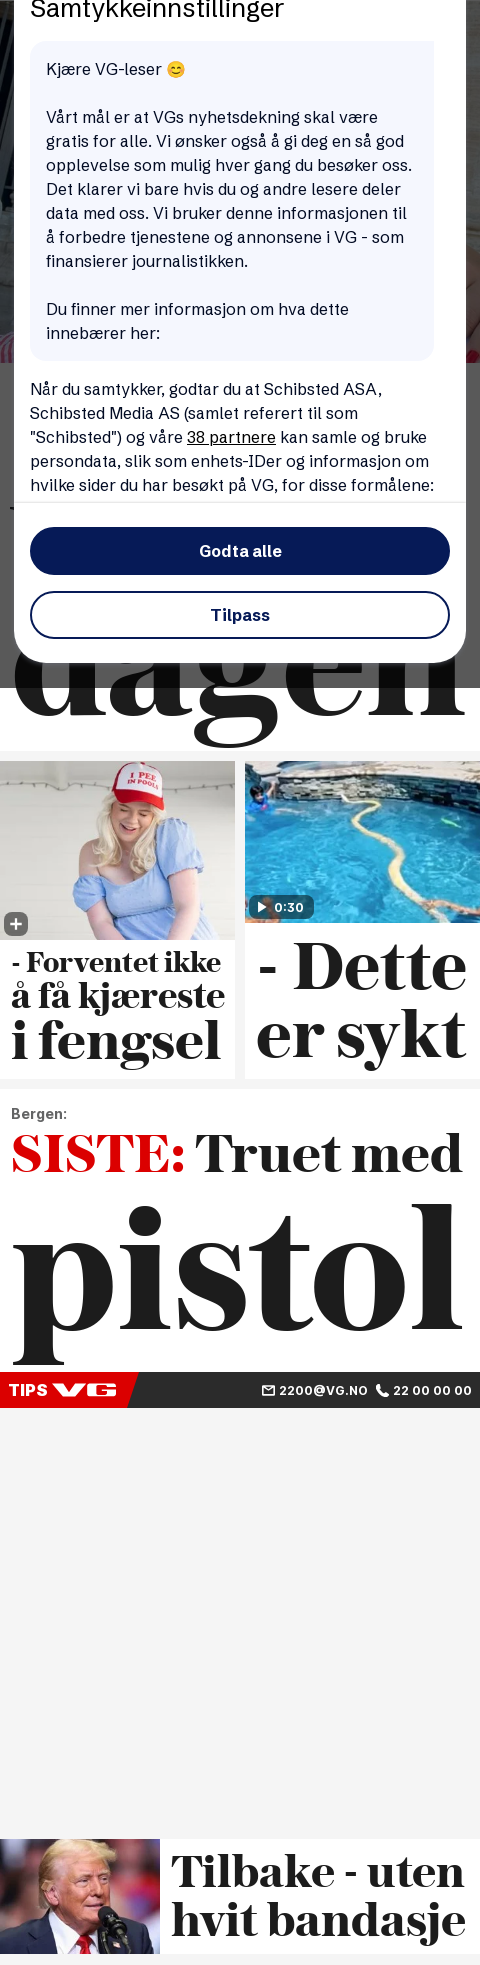 Samtykkeinnstillinger
Kjære VG-leser 😊
Vårt mål er at VGs nyhetsdekning skal være
gratis for alle. Vi ønsker også å gi deg en så god
opplevelse som mulig hver gang du besøker oss.
Det klarer vi bare hvis du og andre lesere deler
data med oss. Vi bruker denne informasjonen til
å forbedre tjenestene og annonsene i VG - som
finansierer journalistikken.
Du finner mer informasjon om hva dette
innebærer her:
Når du samtykker, godtar du at Schibsted ASA,
Schibsted Media AS (samlet referert til som
"Schibsted") og våre 38 partnere kan samle og bruke
persondata, slik som enhets-IDer og informasjon om
hvilke sider du har besøkt på VG, for disse formålene:
Godta alle
Tilpass
dagen
I PEE
IN POOLS
0:30
- Forventet ikke
å få kjæreste
i fengsel
- Dette
er sykt
Bergen:
SISTE: Truet med
pistol
TIPS VG
2200@VG.NO 22 00 00 00
Tilbake - uten
hvit bandasje